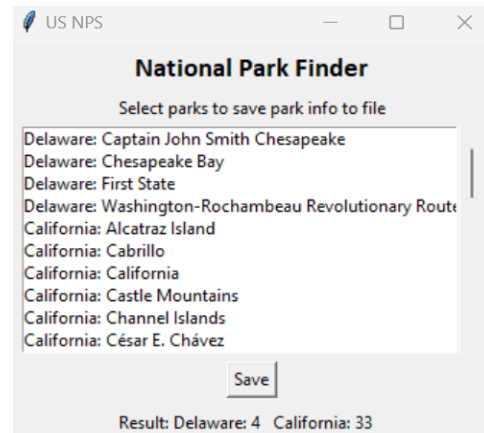 US NPS
National Park Finder
Select parks to save park info to file
Delaware: Captain John Smith Chesapeake
Delaware: Chesapeake Bay
Delaware: First State
Delaware: Washington-Rochambeau Revolutionary Route
California: Alcatraz Island
California: Cabrillo
California: California
California: Castle Mountains
California: Channel Islands
California: César E. Chávez
Save
Result: Delaware: 4 California: 33